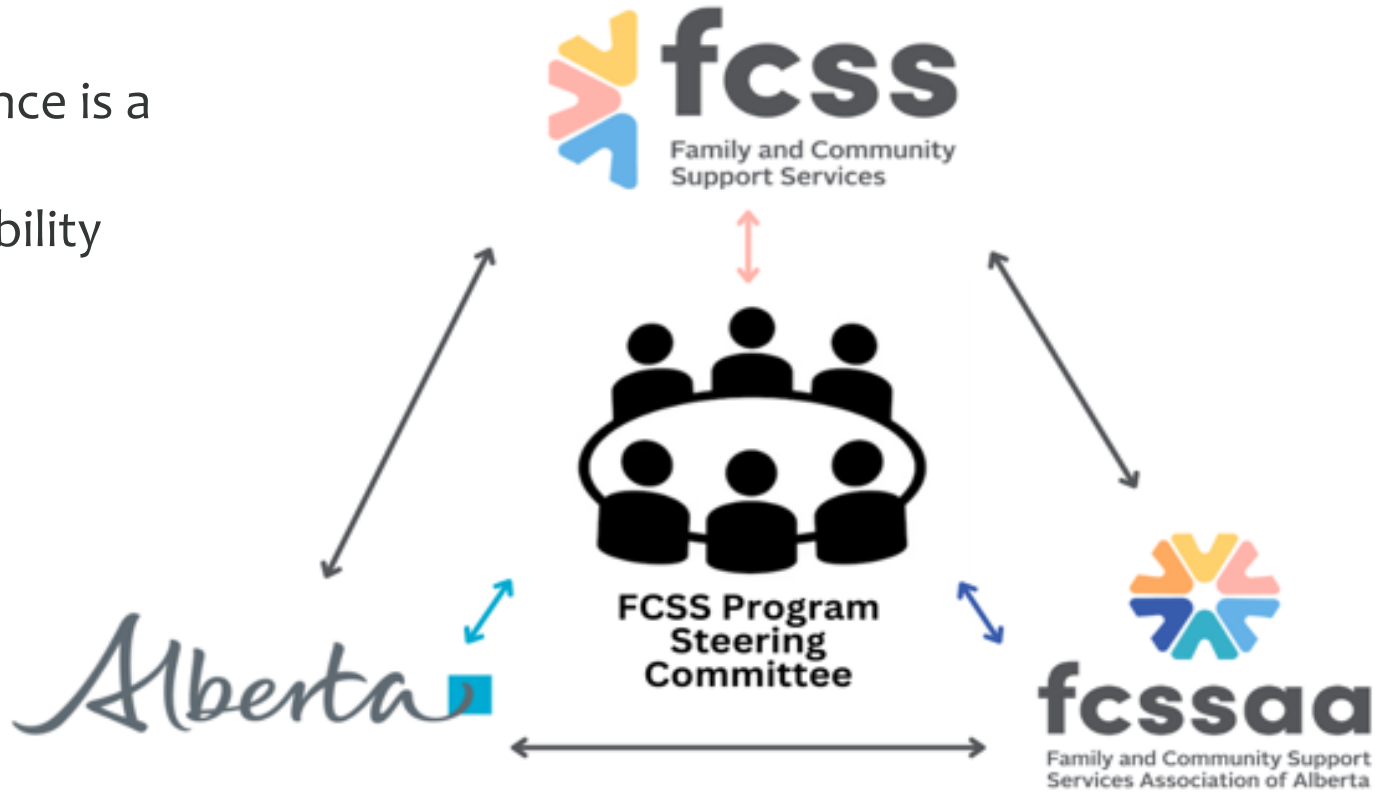 nce is a
bility
fcss
Family and Community
Support Services
FCSS Program
Steering
Committee
Alberta
fcssaa
Family and Community Support
Services Association of Alberta